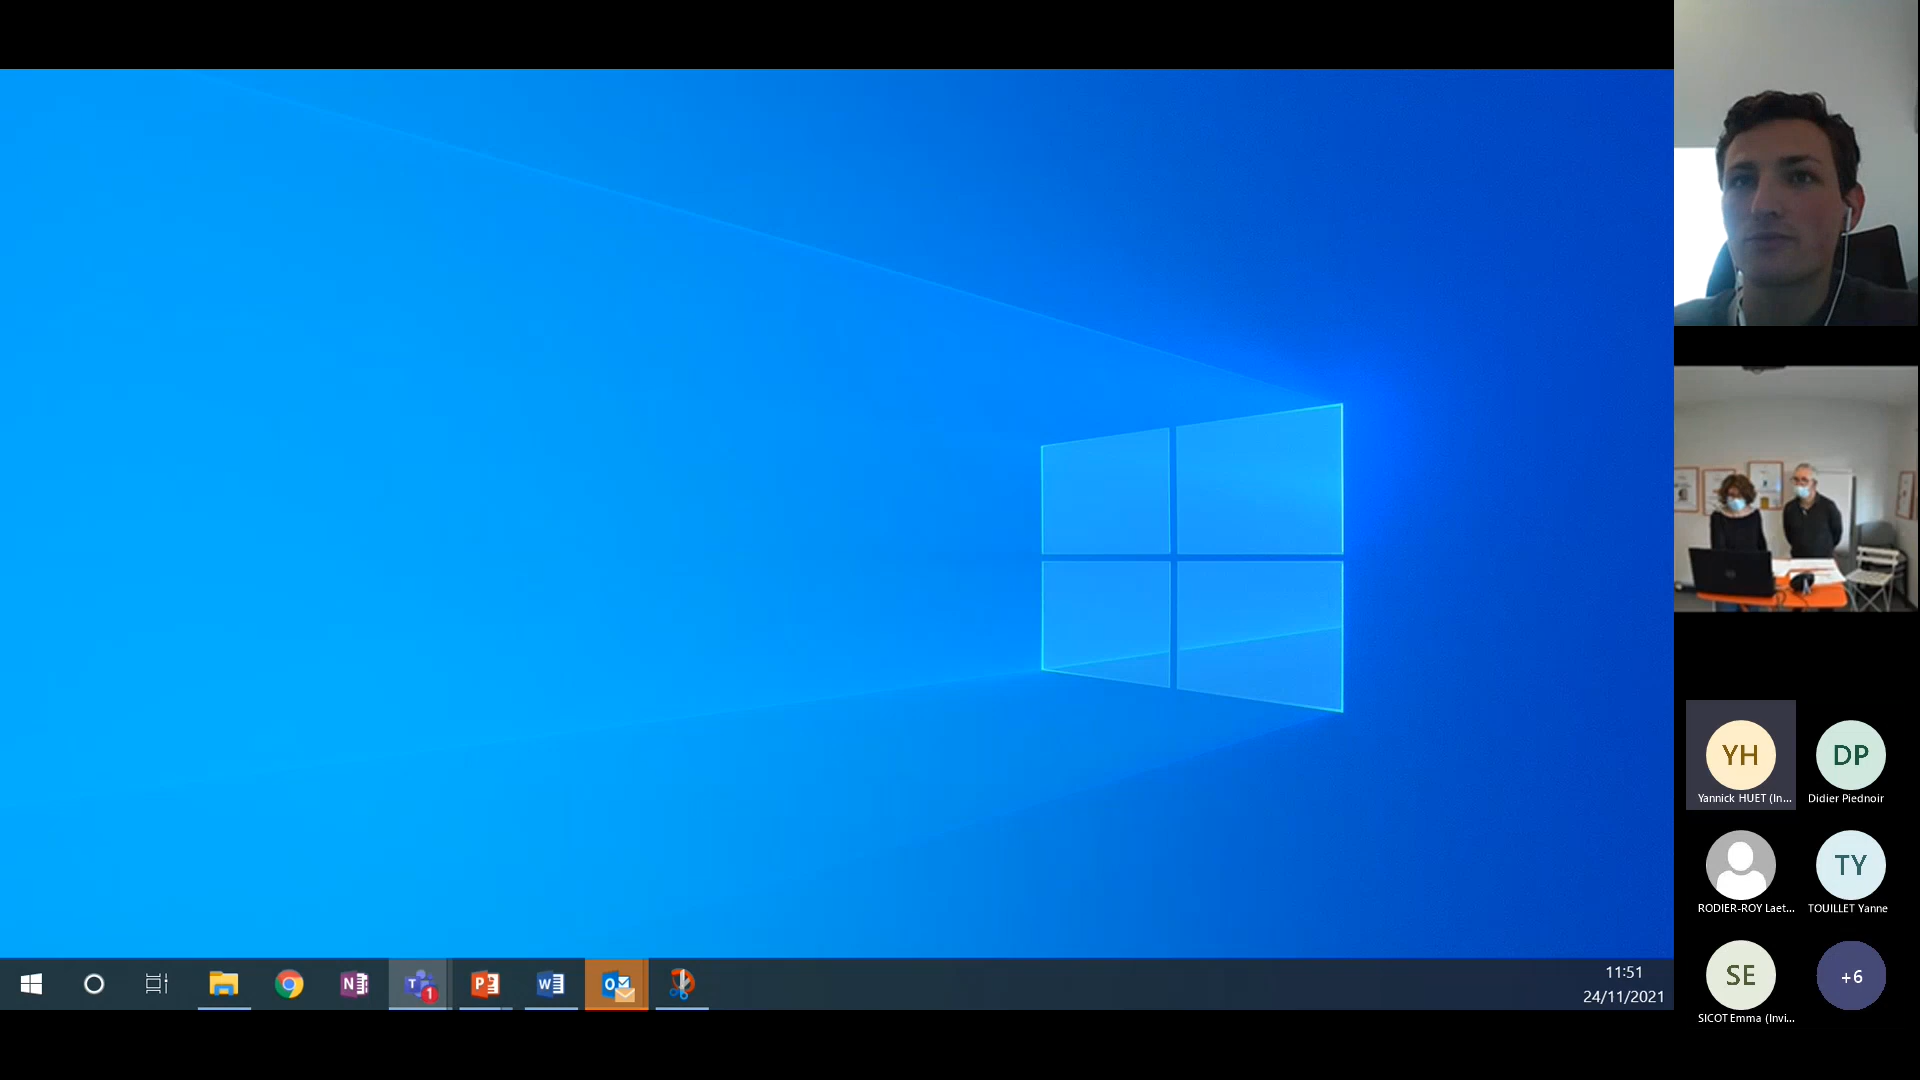 11:51
24/11/2021
N
T
1
P
W
O
YH
DP
Yannick HUET (In...
Didier Piednoir
TY
RODIER-ROY Laet...
TOUILLET Yanne
SE
+6
SICOT Emma (Invi...